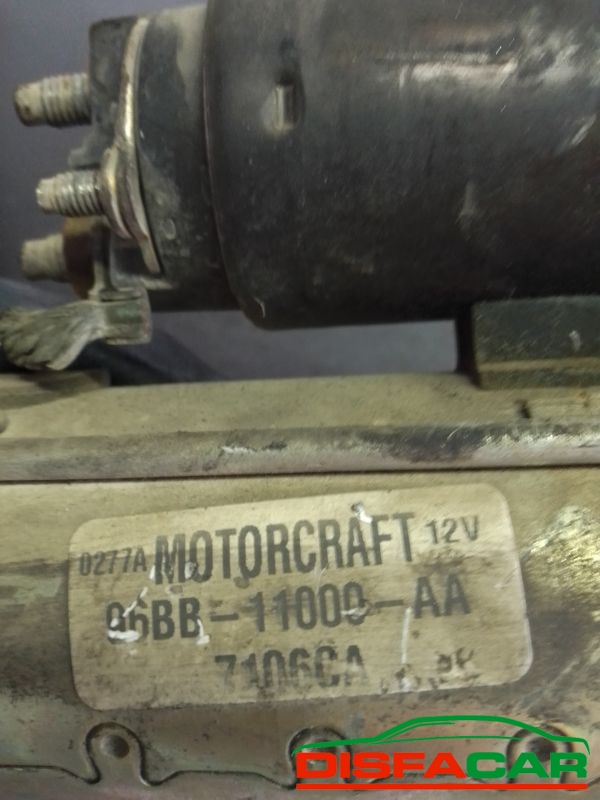 0277A MOTORCRAFT 12V
96BB-11000-AA
7106CA
DISFACAR